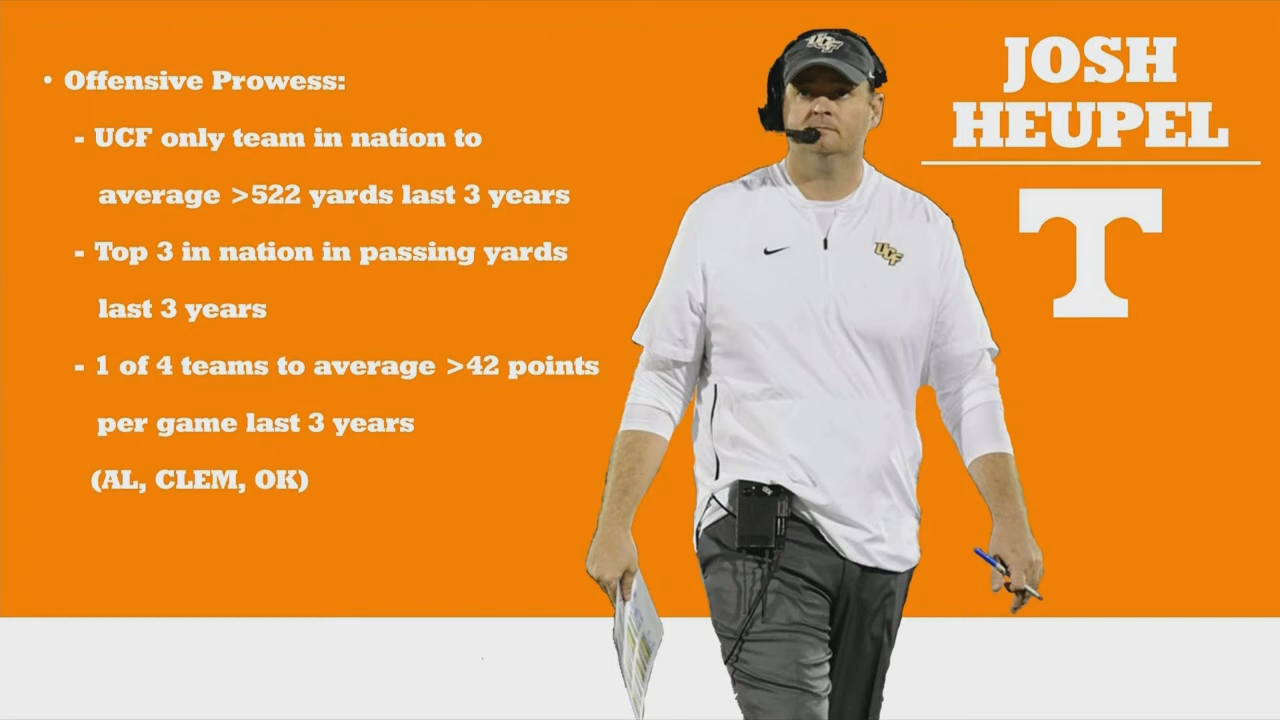 • Offensive Prowess:
- UCF only team in nation to
average >522 yards last 3 years
- Top 3 in nation in passing yards
last 3 years
- 1 of 4 teams to average >42 points
per game last 3 years
(AL, CLEM, OK)
JOSH
HEUPEL
T
UCF
UCF